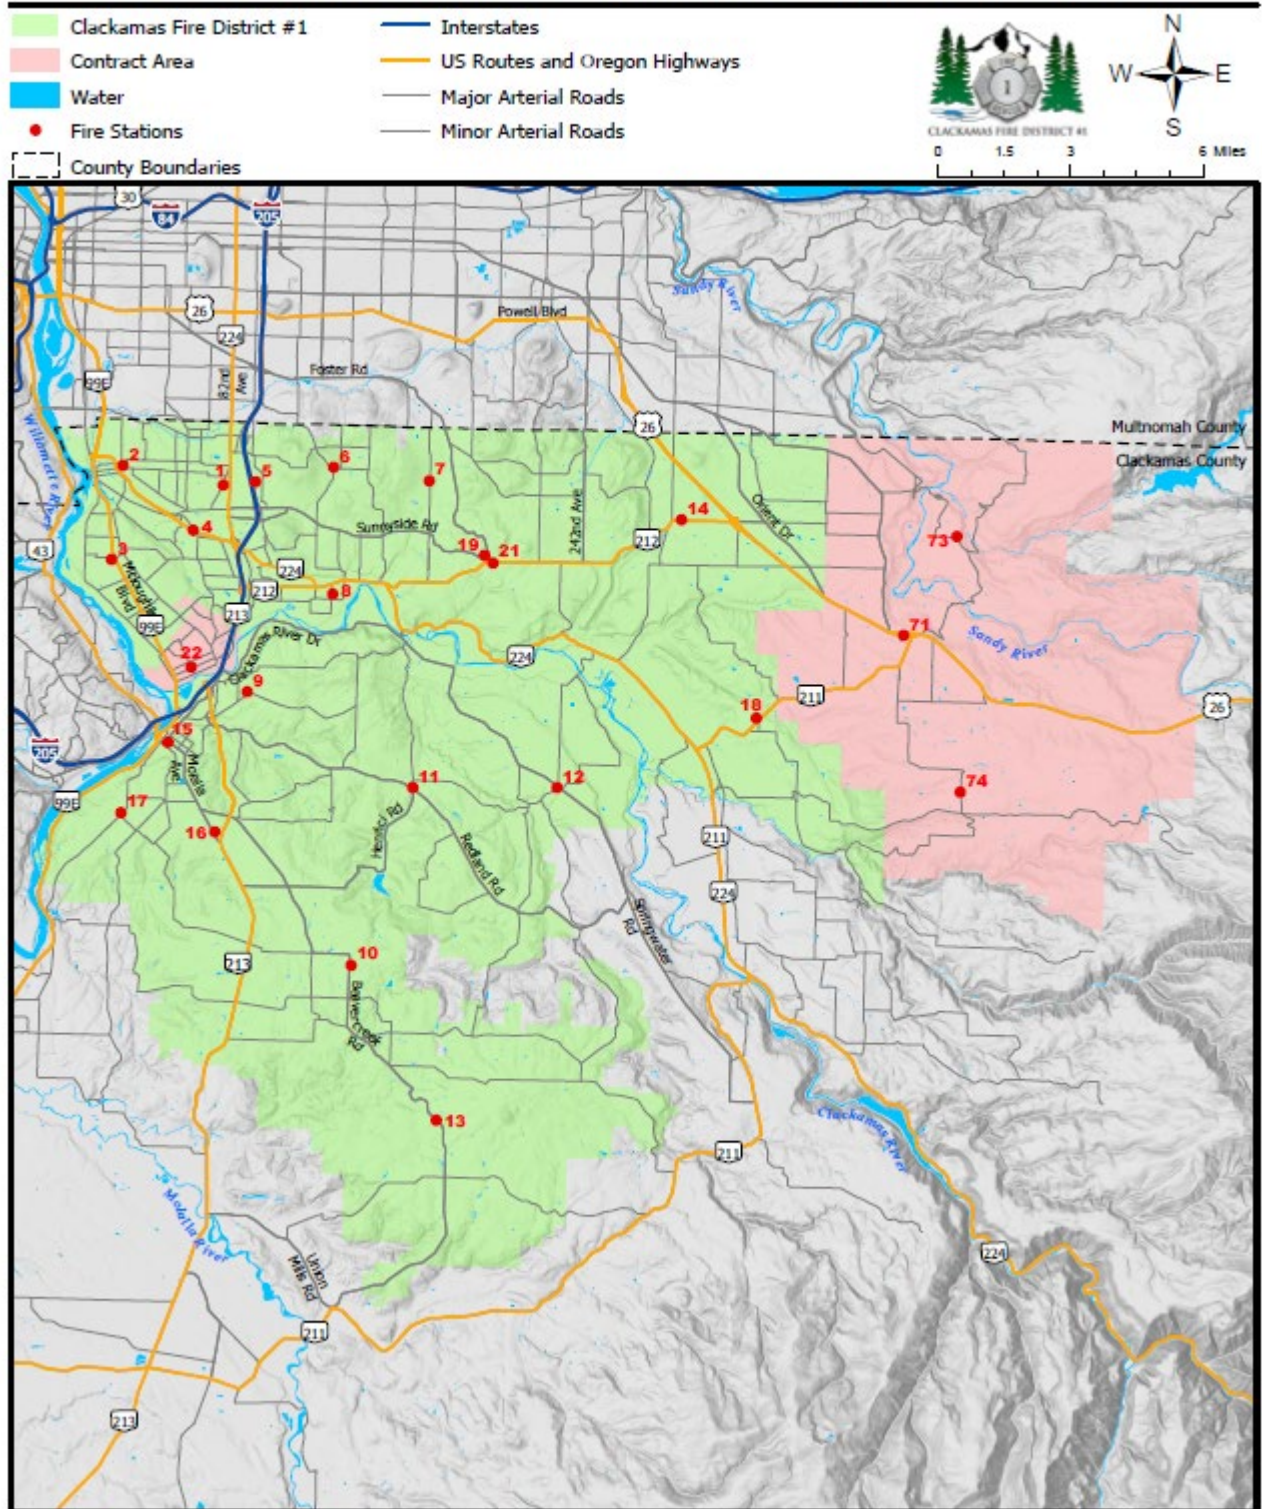 Clackamas Fire District #1
Contract Area
Water
Fire Stations
County Boundaries
Interstates
US Routes and Oregon Highways
Major Arterial Roads
Minor Arterial Roads
1
CLACKAMAS FIRE DISTRICT #1
N
W
E
S
0 1.5 3 6 Miles
30
84
205
Sandy River
26
Powell Blvd
224
82nd Ave
Foster Rd
99E
26
Multnomah County
Clackamas County
Willamette River
2
1
5
6
7
14
Orient Dr
242nd Ave
Sunnyside Rd
4
212
73
43
3
19
21
224
212
8
Mcloughlin Blvd
99E
213
Clackamas River Dr
71
Sandy River
22
224
9
211
18
26
15
205
Molalla Ave
11
12
74
99E
17
16
Henrici Rd
Redland Rd
211
224
Springwater Rd
10
213
Beavercreek Rd
13
Clackamas River
211
Molalla River
224
Union Mills Rd
211
213